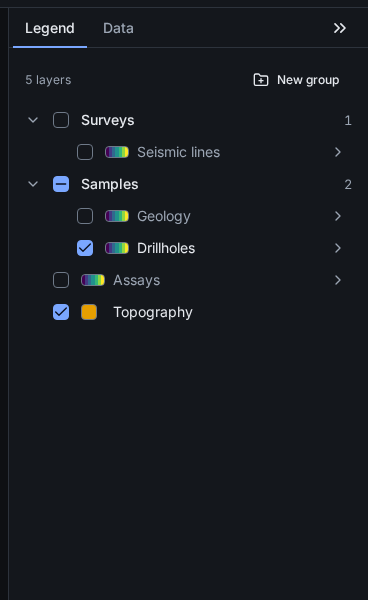 Legend Data
5 layers New group
Surveys 1
Seismic lines
Samples 2
Geology
Drillholes
Assays
Topography